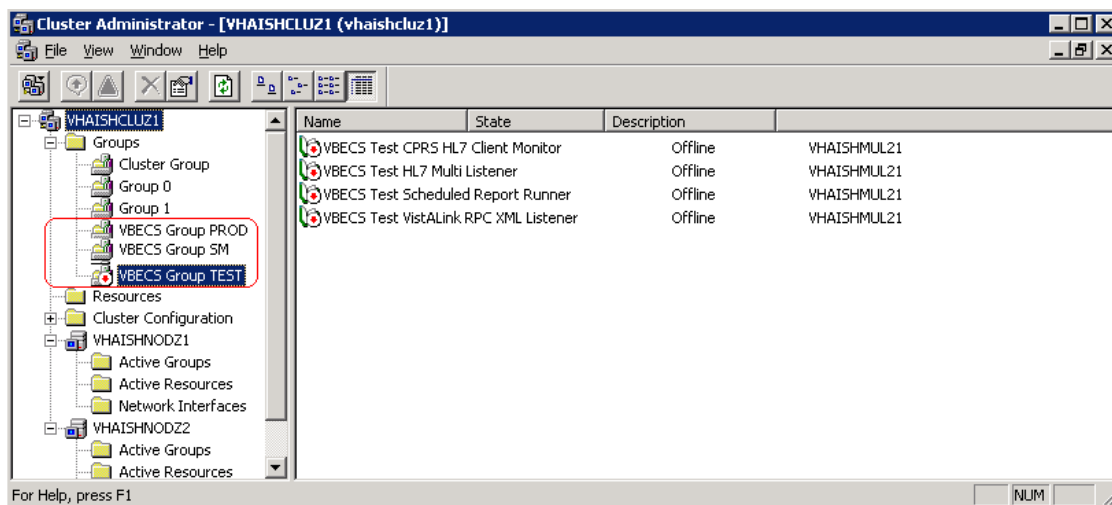 Cluster Administrator - [VHAISHCLUZ1 (vhaishcluz1)]
File View Window Help
VHAISHCLUZ1
Groups
Cluster Group
Group 0
Group 1
VBECS Group PROD
VBECS Group SM
VBECS Group TEST
Resources
Cluster Configuration
VHAISHNODZ1
Active Groups
Active Resources
Network Interfaces
VHAISHNODZ2
Active Groups
Active Resources
Name State Description
VBECS Test CPRS HL7 Client Monitor Offline VHAISHMUL21
VBECS Test HL7 Multi Listener Offline VHAISHMUL21
VBECS Test Scheduled Report Runner Offline VHAISHMUL21
VBECS Test VistALink RPC XML Listener Offline VHAISHMUL21
For Help, press F1
NUM